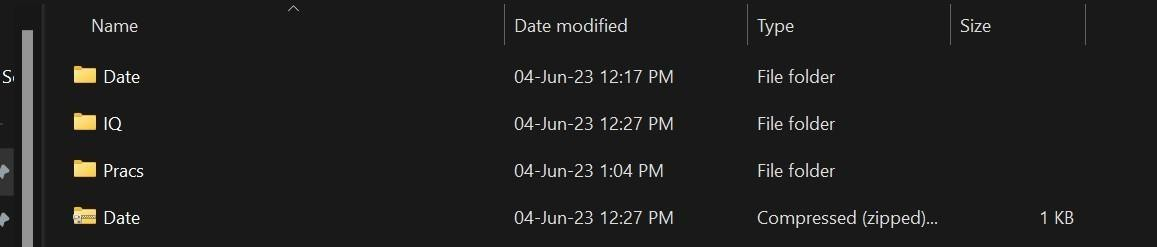 Name Date modified Type Size
Date 04-Jun-23 12:17 PM File folder
IQ 04-Jun-23 12:27 PM File folder
Pracs 04-Jun-23 1:04 PM File folder
Date 04-Jun-23 12:27 PM Compressed (zipped)... 1 KB